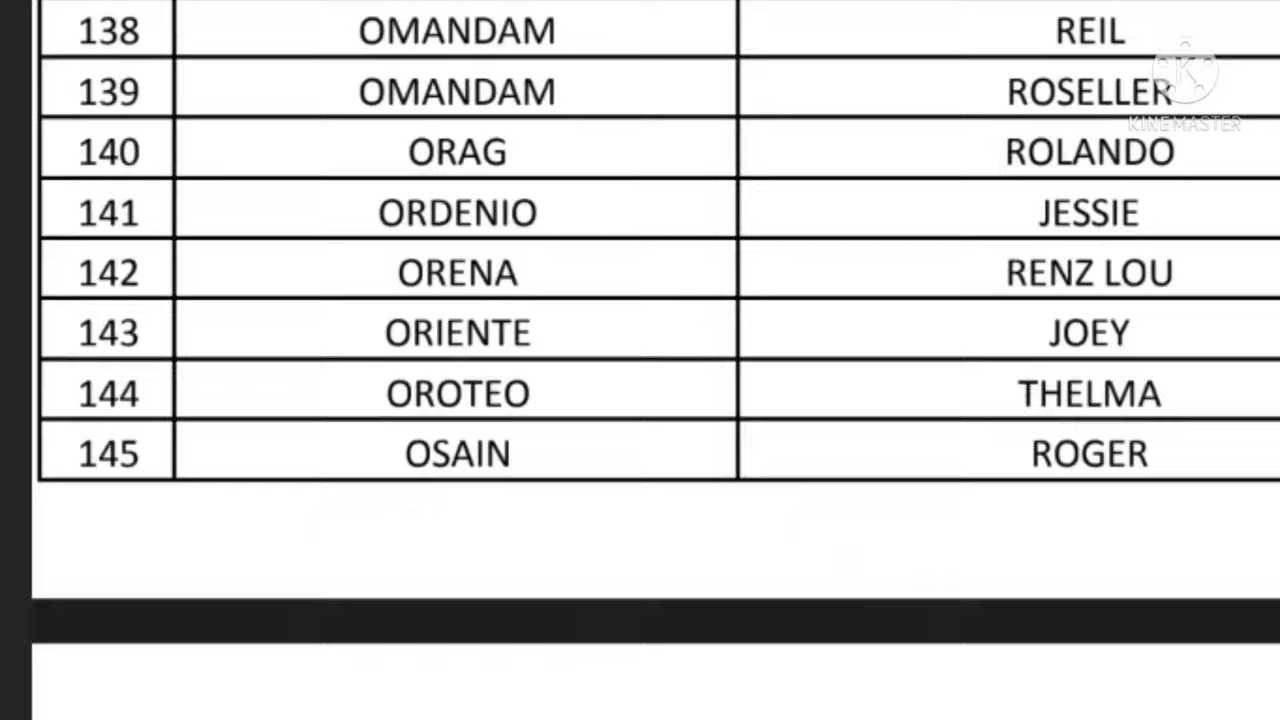 138 OMANDAM REIL
139 OMANDAM ROSELLER
KINEMASTER
140 ORAG ROLANDO
141 ORDENIO JESSIE
142 ORENA RENZ LOU
143 ORIENTE JOEY
144 OROTEO THELMA
145 OSAIN ROGER